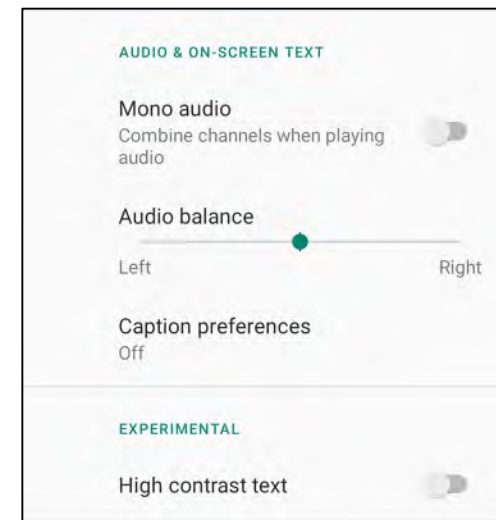 AUDIO & ON-SCREEN TEXT
Mono audio
Combine channels when playing
audio
Audio balance
Left Right
Caption preferences
Off
EXPERIMENTAL
High contrast text